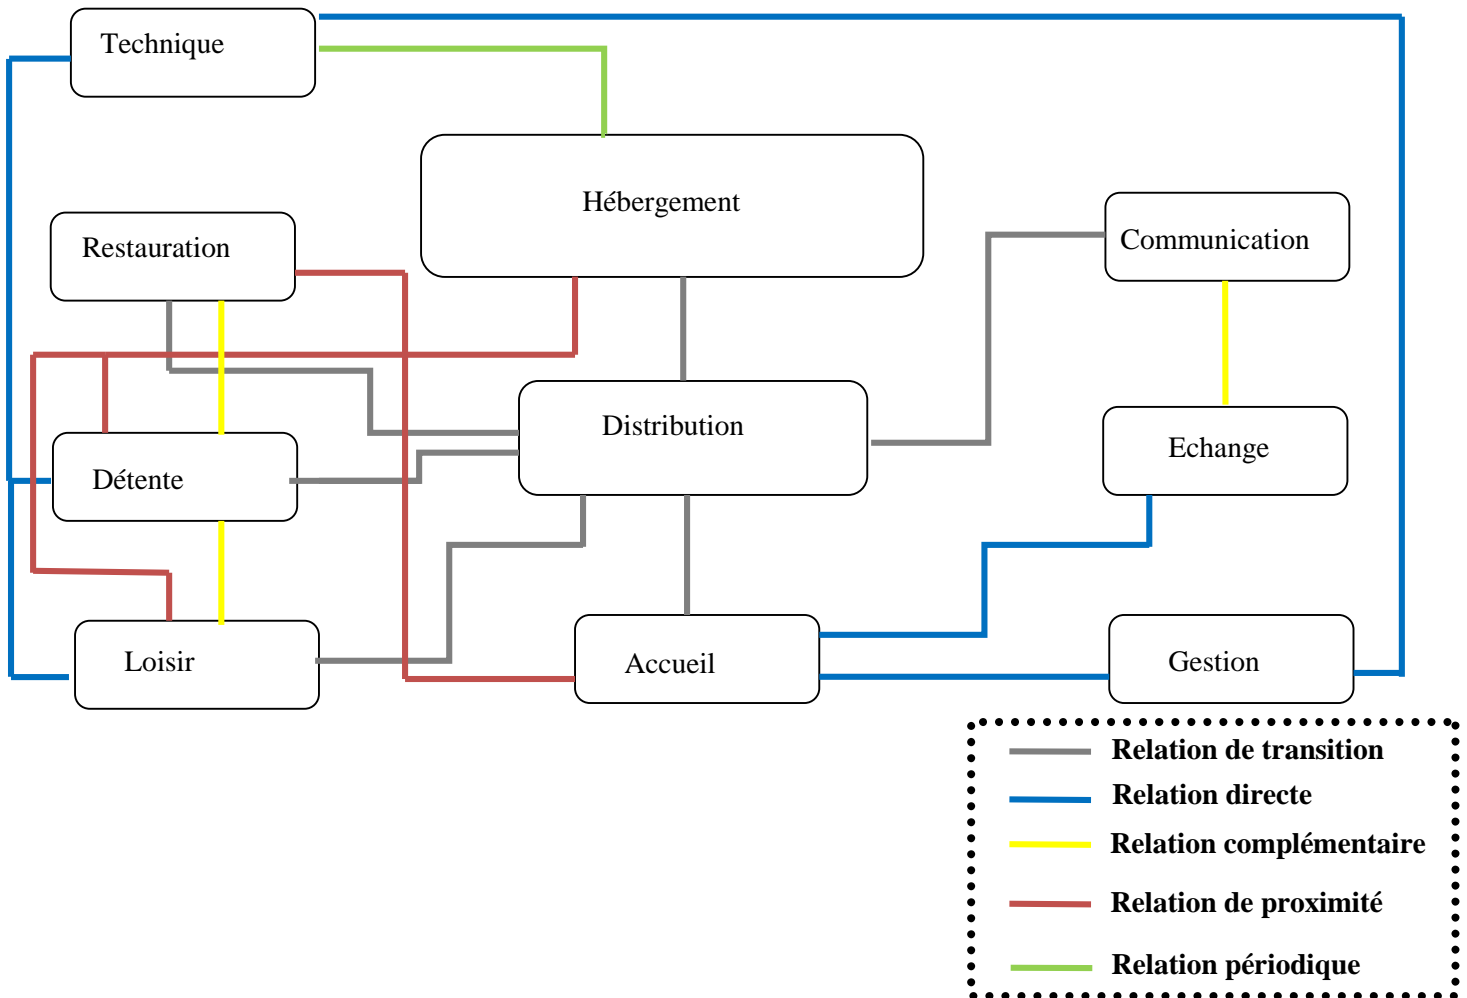 Technique
Hébergement
Restauration
Communication
Distribution
Echange
Détente
Loisir
Accueil
Gestion
Relation de transition
Relation directe
Relation complémentaire
Relation de proximité
Relation périodique